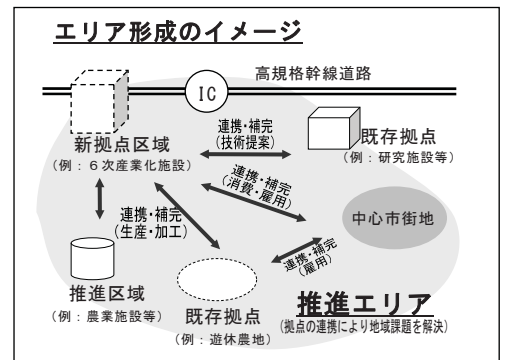 エリア形成のイメージ
高規格幹線道路
IC
新拠点区域
(例：６次産業化施設)
連携・補完
(技術提案)
既存拠点
(例：研究施設等)
連携・補完
(消費・雇用)
中心市街地
連携・補完
(生産・加工)
連携・補完
(雇用)
推進区域
(例：農業施設等)
既存拠点
(例：遊休農地)
推進エリア
(拠点の連携により地域課題を解決)